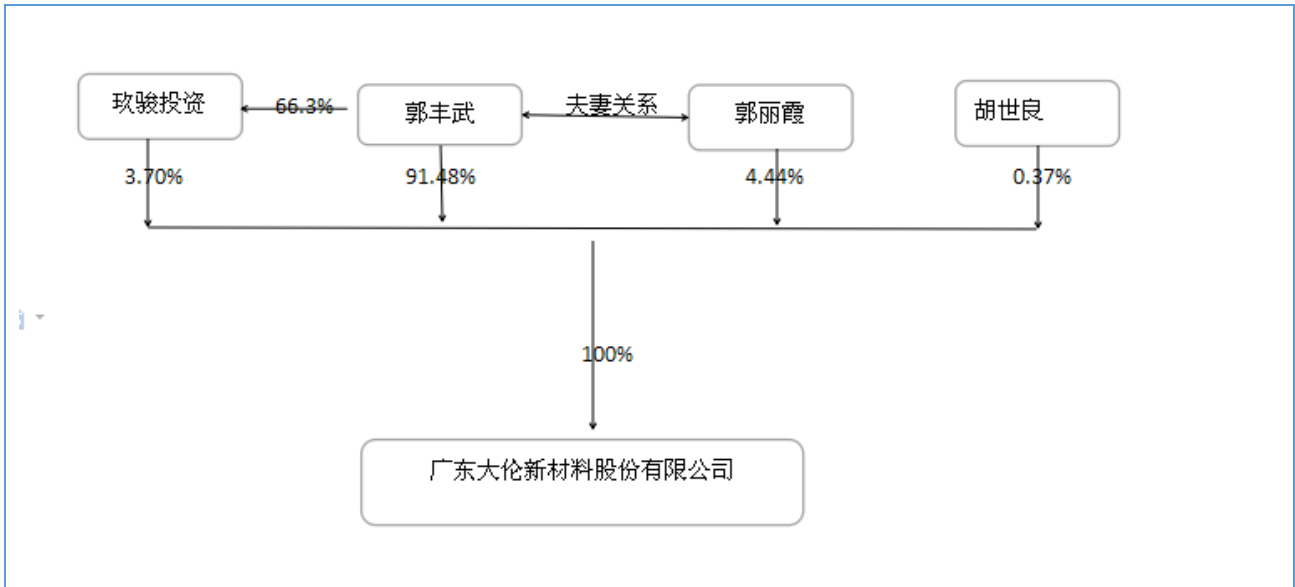 玖骏投资
66.3%
郭丰武
夫妻关系
郭丽霞
胡世良
3.70%
91.48%
4.44%
0.37%
100%
广东大伦新材料股份有限公司